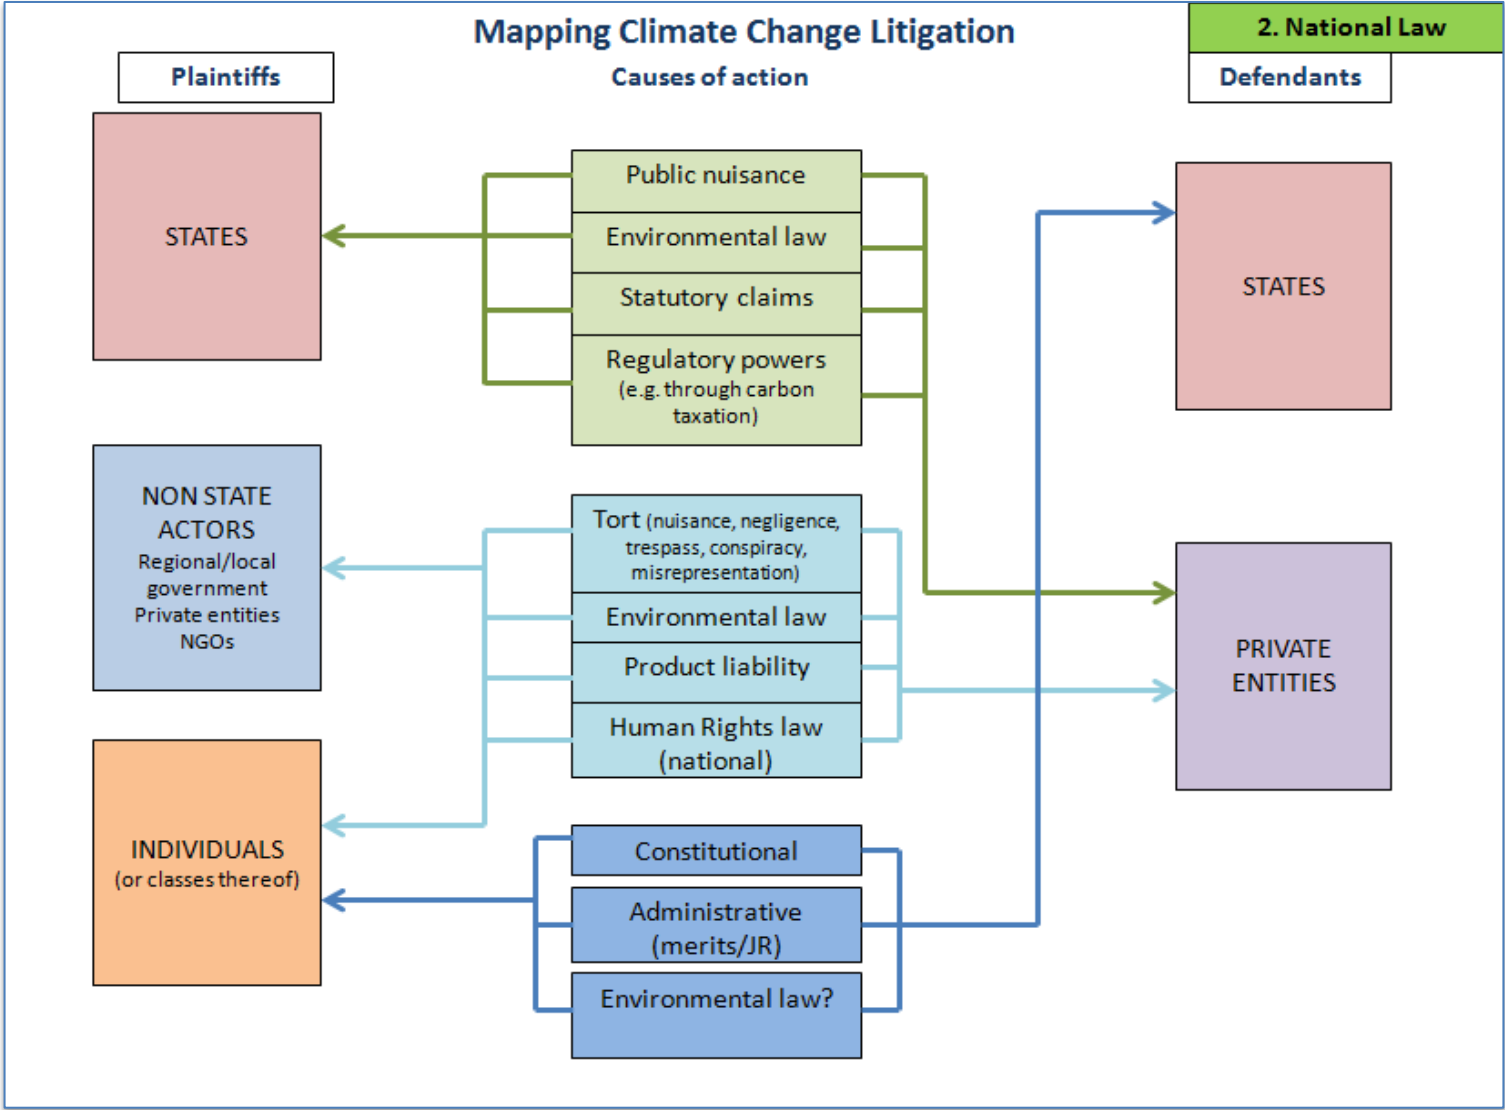 Mapping Climate Change Litigation
2. National Law
Plaintiffs
Causes of action
Defendants
STATES
Public nuisance
Environmental law
Statutory claims
Regulatory powers
(e.g. through carbon
taxation)
STATES
NON STATE
ACTORS
Regional/local
government
Private entities
NGOs
Tort (nuisance, negligence,
trespass, conspiracy,
misrepresentation)
Environmental law
Product liability
Human Rights law
(national)
PRIVATE
ENTITIES
INDIVIDUALS
(or classes thereof)
Constitutional
Administrative
(merits/JR)
Environmental law?